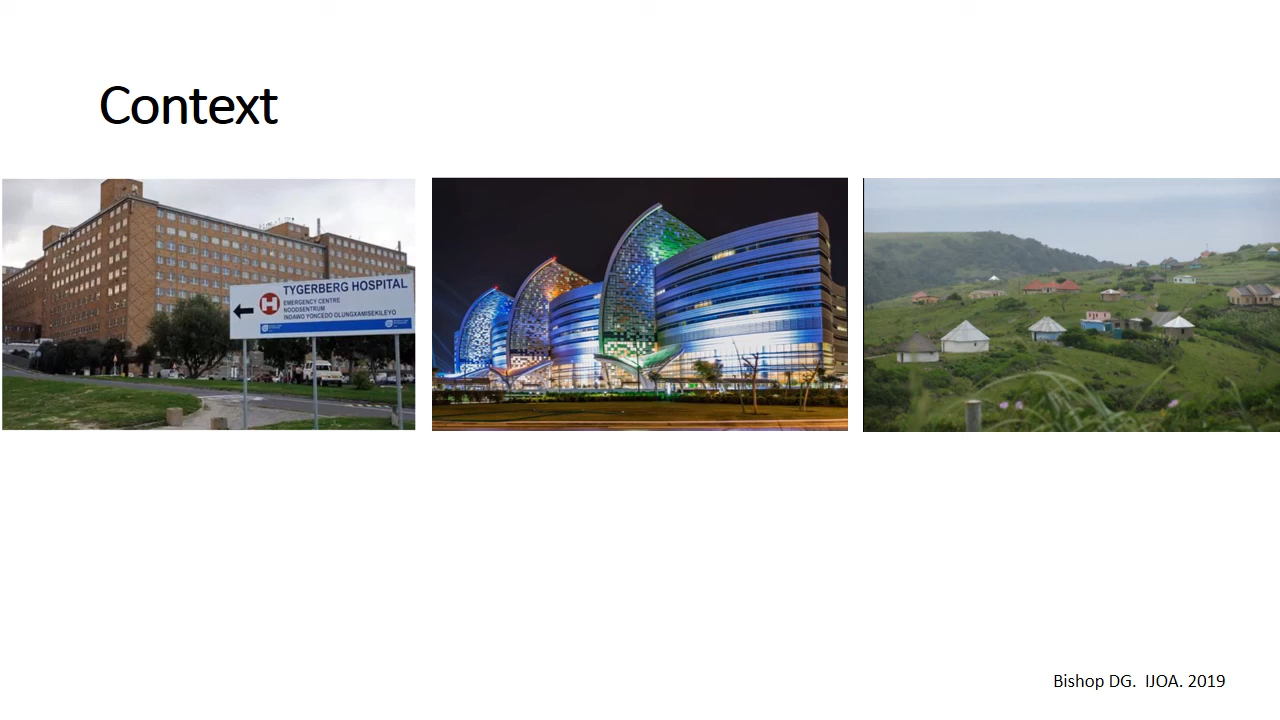 Context
TYGERBERG HOSPITAL
H
EMERGENCY CENTRE
NOODSENTRUM
INDAWO YONCEDO OLUNGXAMISEKILEYO
Bishop DG. IJOA. 2019